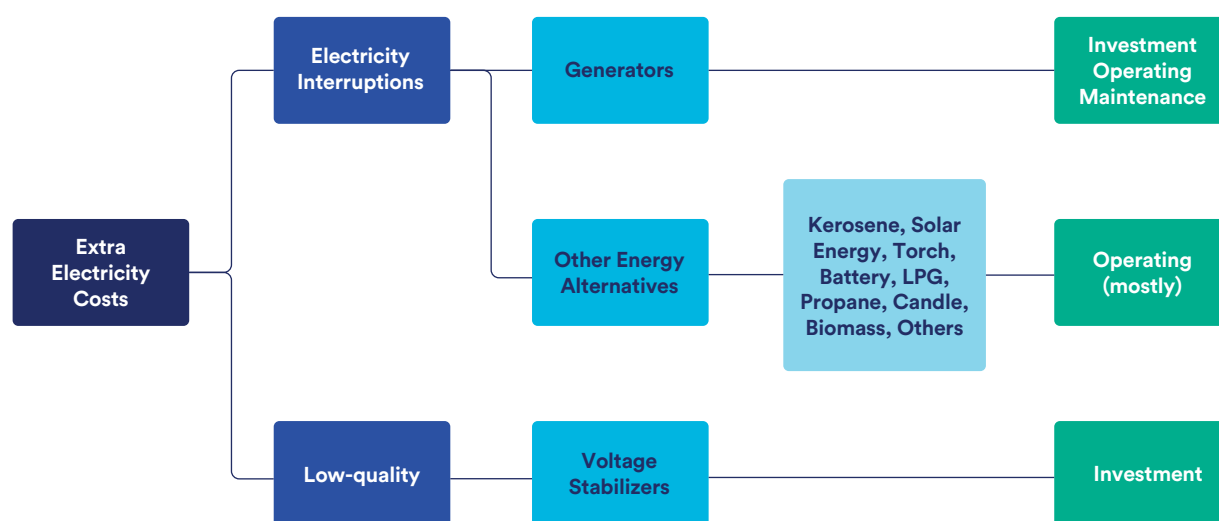 Electricity
Interruptions
Generators
Investment
Operating
Maintenance
Extra
Electricity
Costs
Other Energy
Alternatives
Kerosene, Solar
Energy, Torch,
Battery, LPG,
Propane, Candle,
Biomass, Others
Operating
(mostly)
Low-quality
Voltage
Stabilizers
Investment